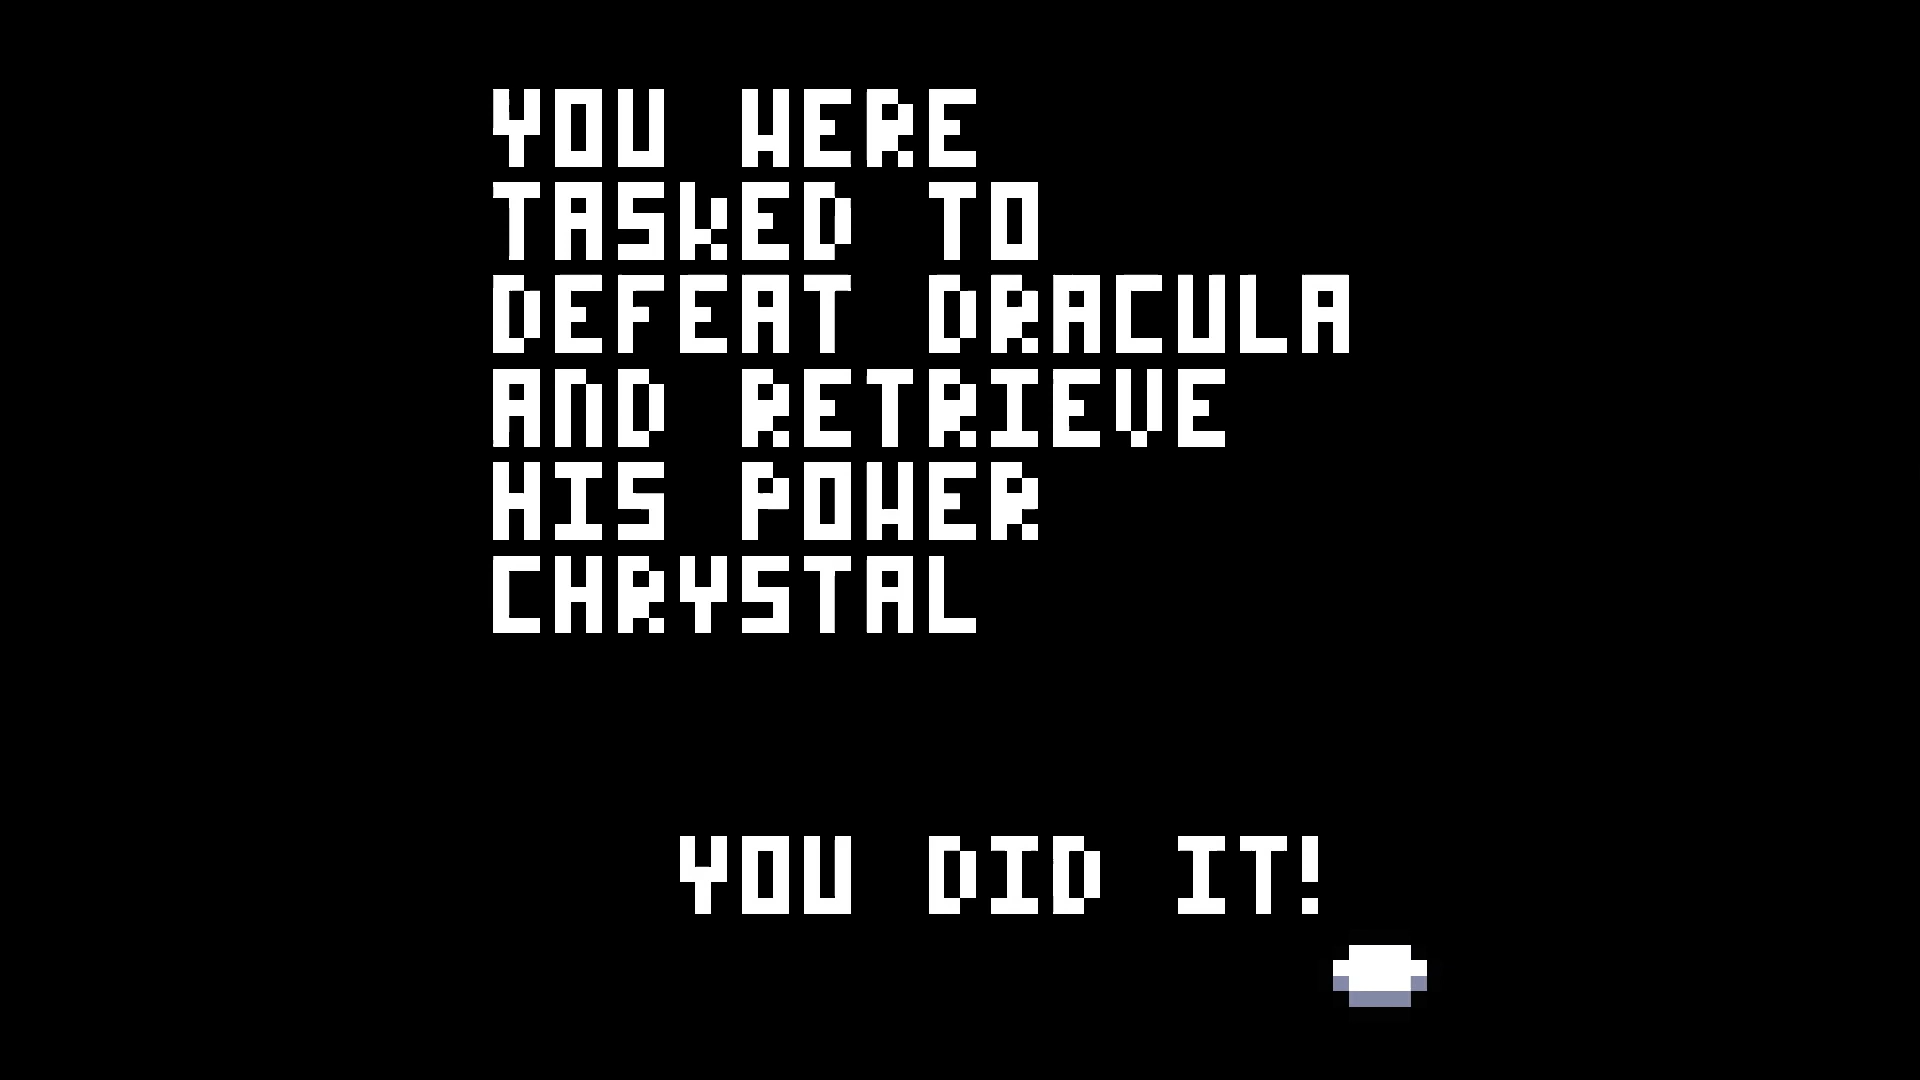 YOU WERE
TASKED TO
DEFEAT DRACULA
AND RETRIEVE
HIS POWER
CHRYSTAL
YOU DID IT!